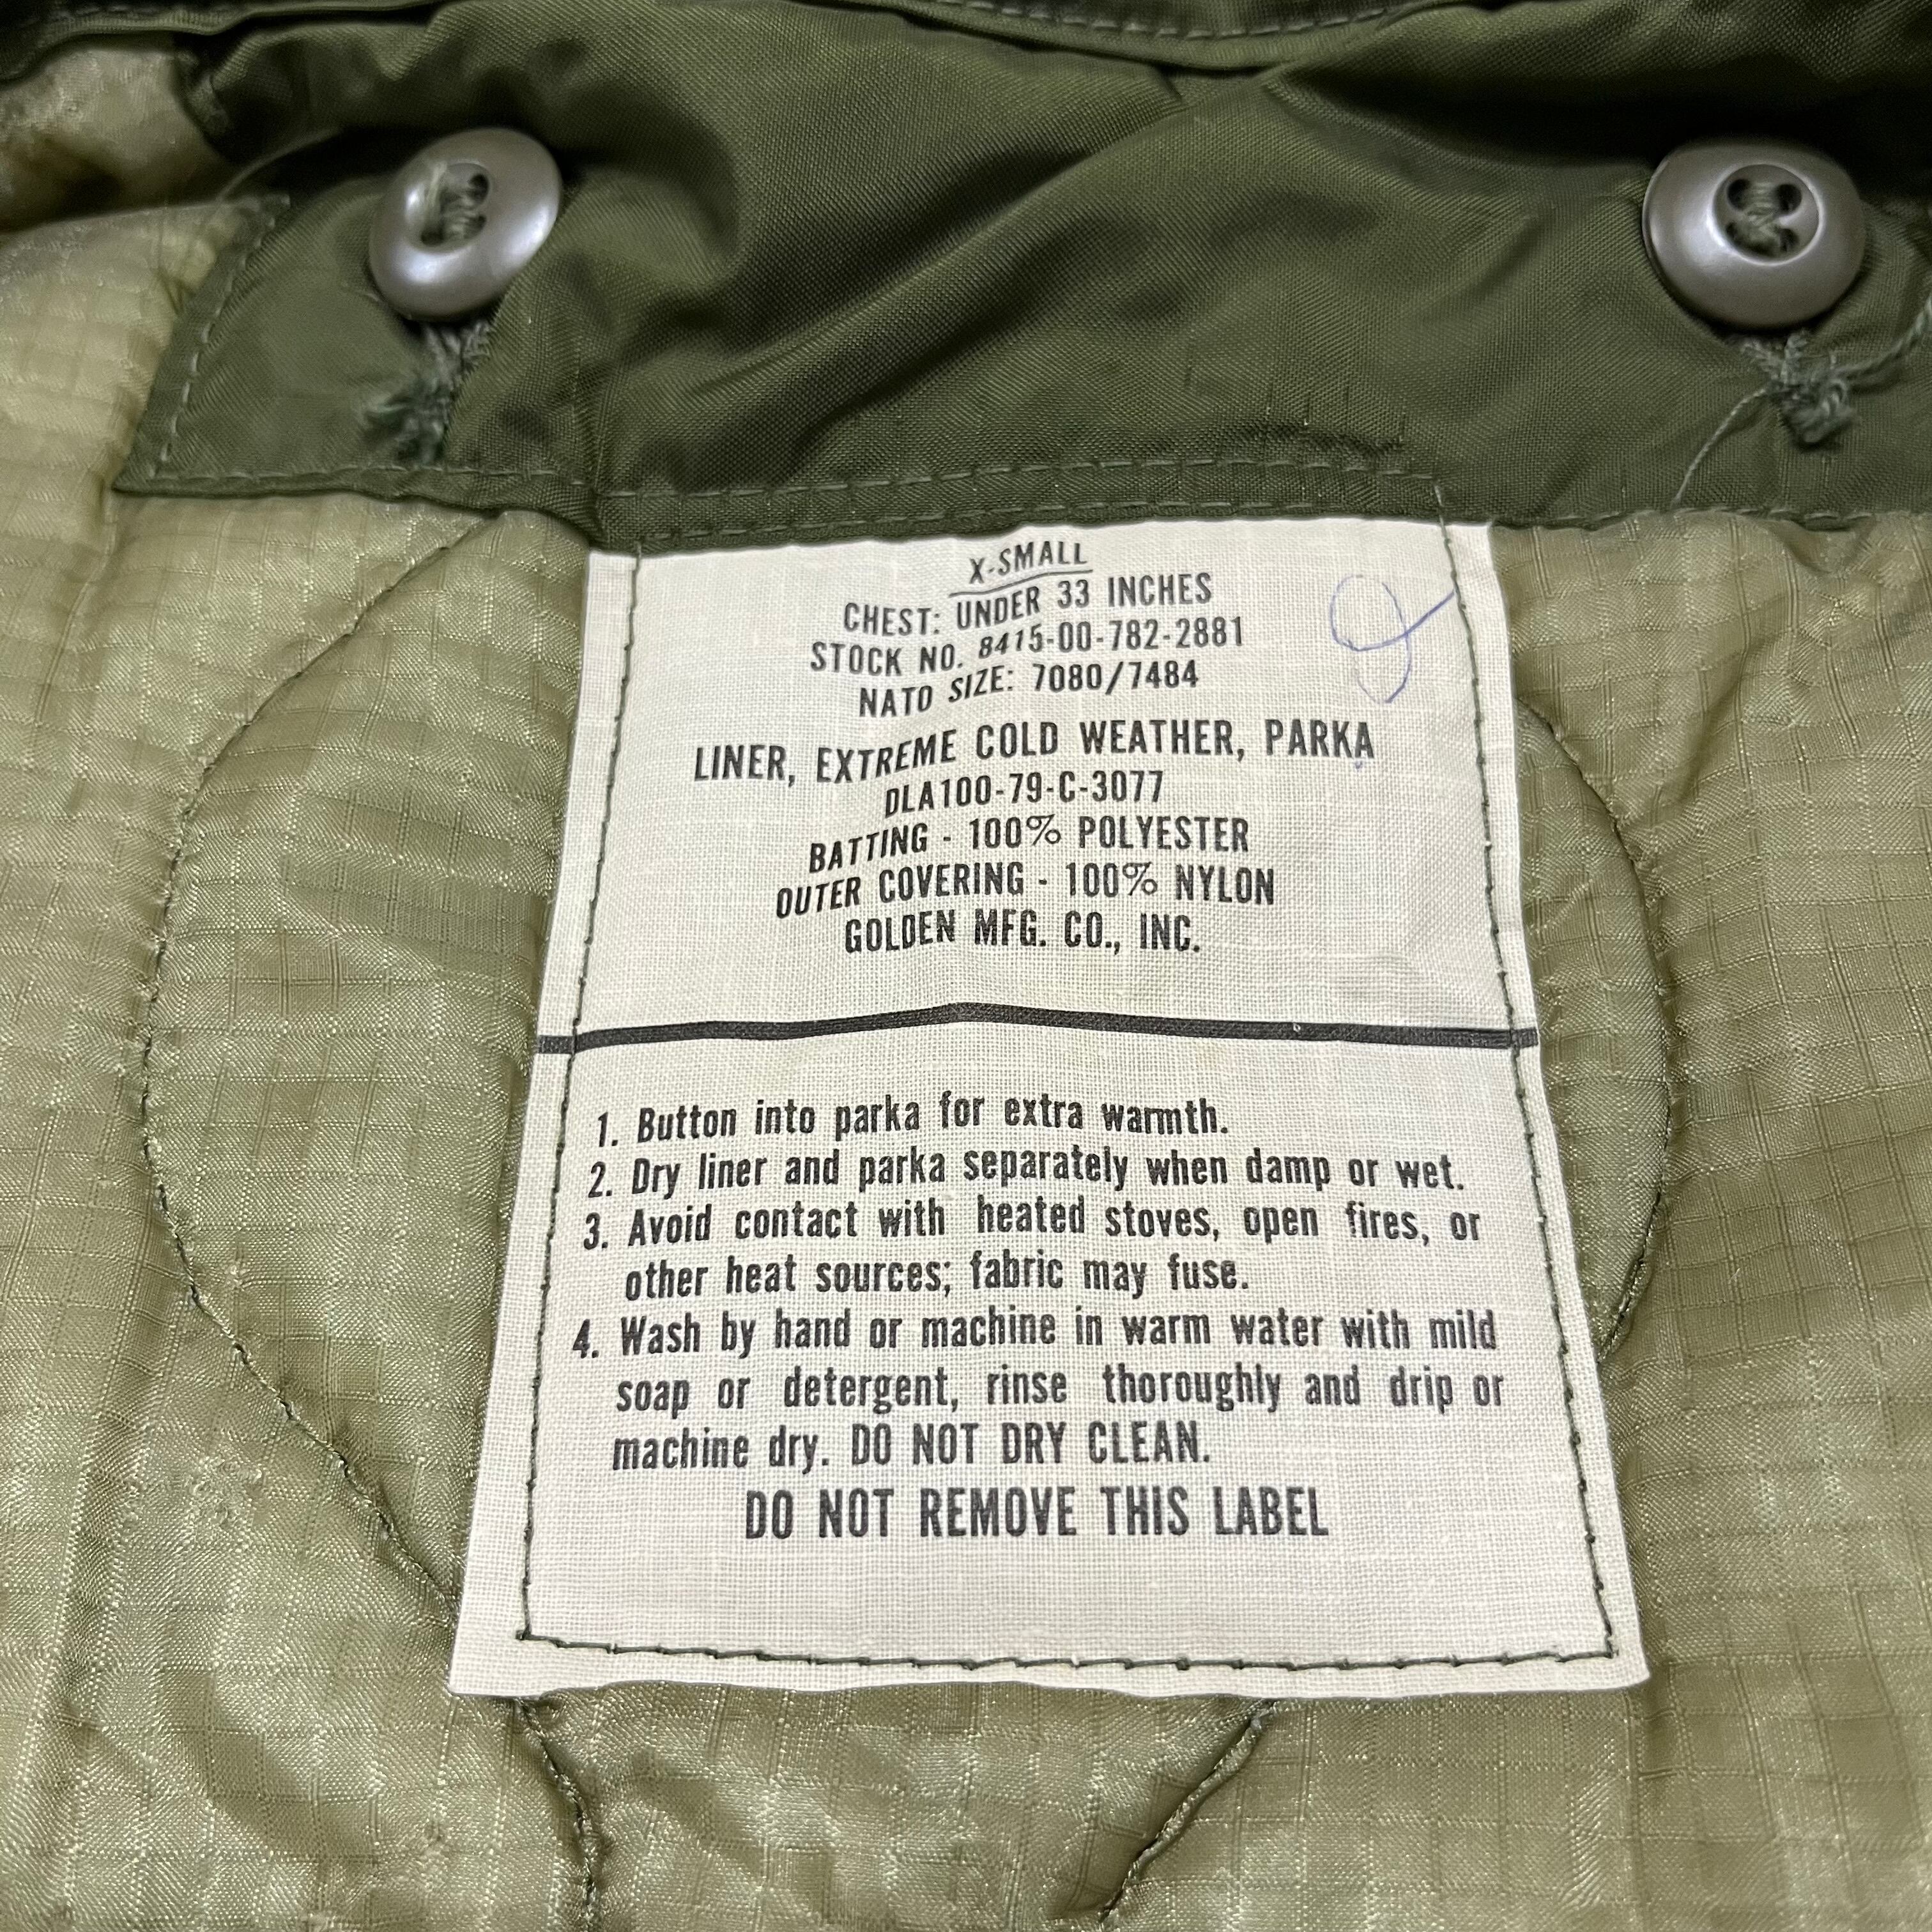 X-SMALL
CHEST: UNDER 33 INCHES
STOCK NO. 8415-00-782-2881
NATO SIZE: 7080/7484
LINER, EXTREME COLD WEATHER, PARKA
DLA100-79-C-3077
BATTING - 100% POLYESTER
OUTER COVERING - 100% NYLON
GOLDEN MFG. CO., INC.
1. Button into parka for extra warmth.
2. Dry liner and parka separately when damp or wet.
3. Avoid contact with heated stoves, open fires, or
other heat sources; fabric may fuse.
4. Wash by hand or machine in warm water with mild
soap or detergent, rinse thoroughly and drip or
machine dry. DO NOT DRY CLEAN.
DO NOT REMOVE THIS LABEL